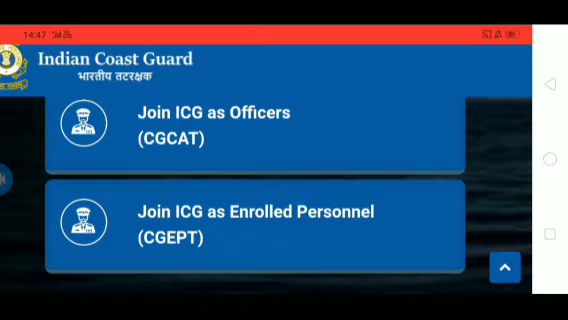 14:47
Indian Coast Guard
भारतीय तटरक्षक
Join ICG as Officers
(CGCAT)
Join ICG as Enrolled Personnel
(CGEPT)